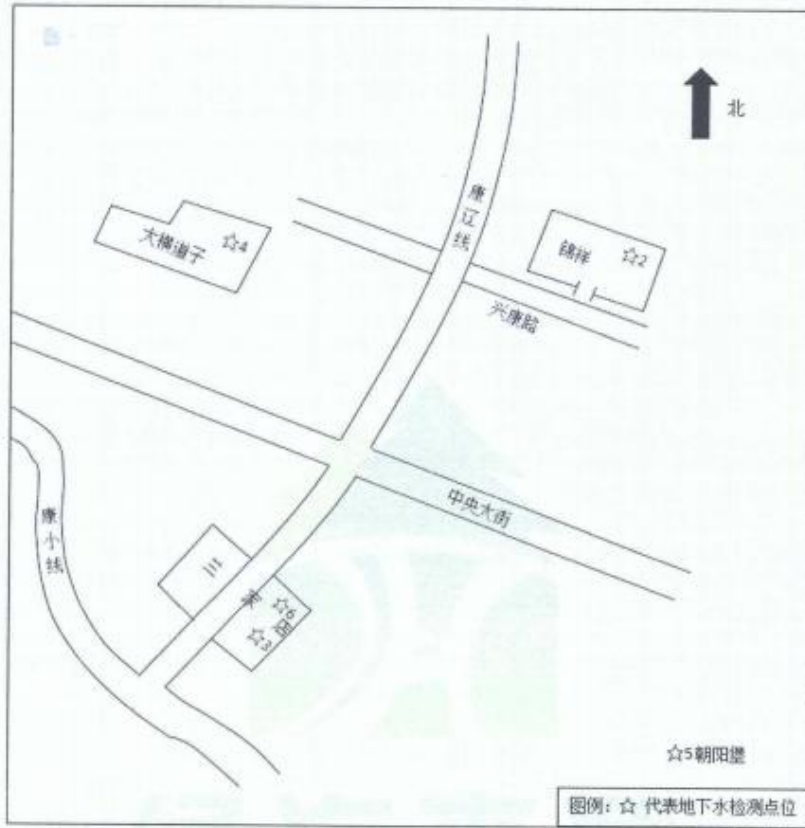 北
康辽线
锦祥 ☆2
大横道子 ☆4
兴康路
中央大街
康小线
三家店
☆6
☆3
☆5朝阳堡
图例：☆ 代表地下水检测点位